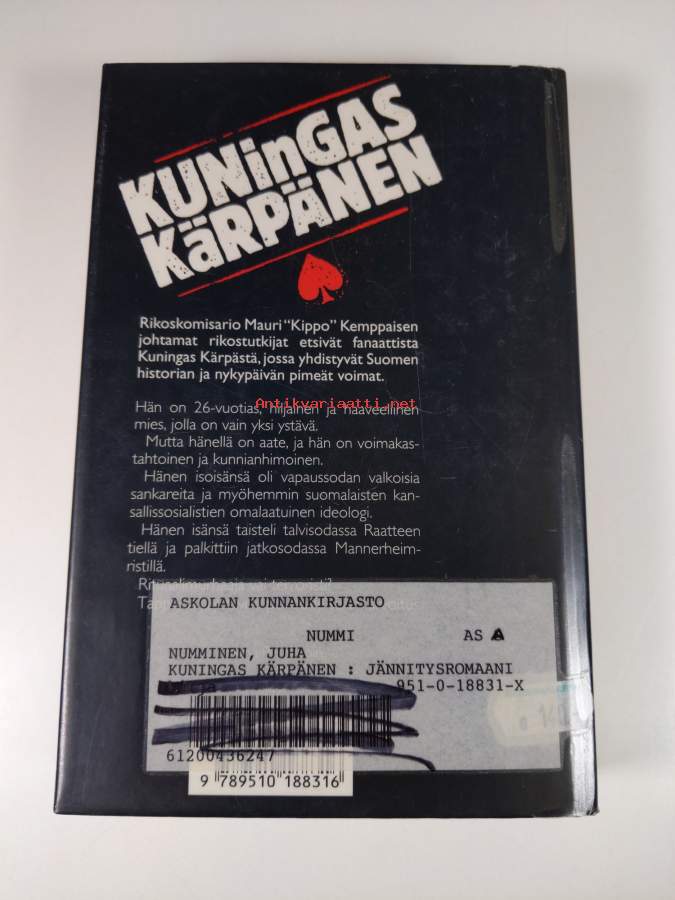 KUNinGAS
KäRPÄNEN
Rikoskomisario Mauri “Kippo” Kemppaisen
johtamat rikostutkijat etsivät fanaattista
Kuningas Kärpästä, jossa yhdistyvät Suomen
historian ja nykypäivän pimeät voimat.
Antikvariaatti.net
Hän on 26-vuotias, hiljainen ja haaveellinen
mies, jolla on vain yksi ystävä.
Mutta hänellä on aate, ja hän on voimakas-
tahtoinen ja kunnianhimoinen.
Hänen isoisänsä oli vapaussodan valkoisia
sankareita ja myöhemmin suomalaisten kan-
sallissosialistien omalaatuinen ideologi.
Hänen isänsä taisteli talvisodassa Raatteen
tiellä ja palkittiin jatkosodassa Mannerheim-
ristillä.
Rituaalimurhaaja vai terroristi?
ASKOLAN KUNNANKIRJASTO
NUMMI AS A
NUMMINEN, JUHA
KUNINGAS KÄRPÄNEN : JÄNNITYSROMAANI
951-0-18831-X
61200436247
9 789510 188316